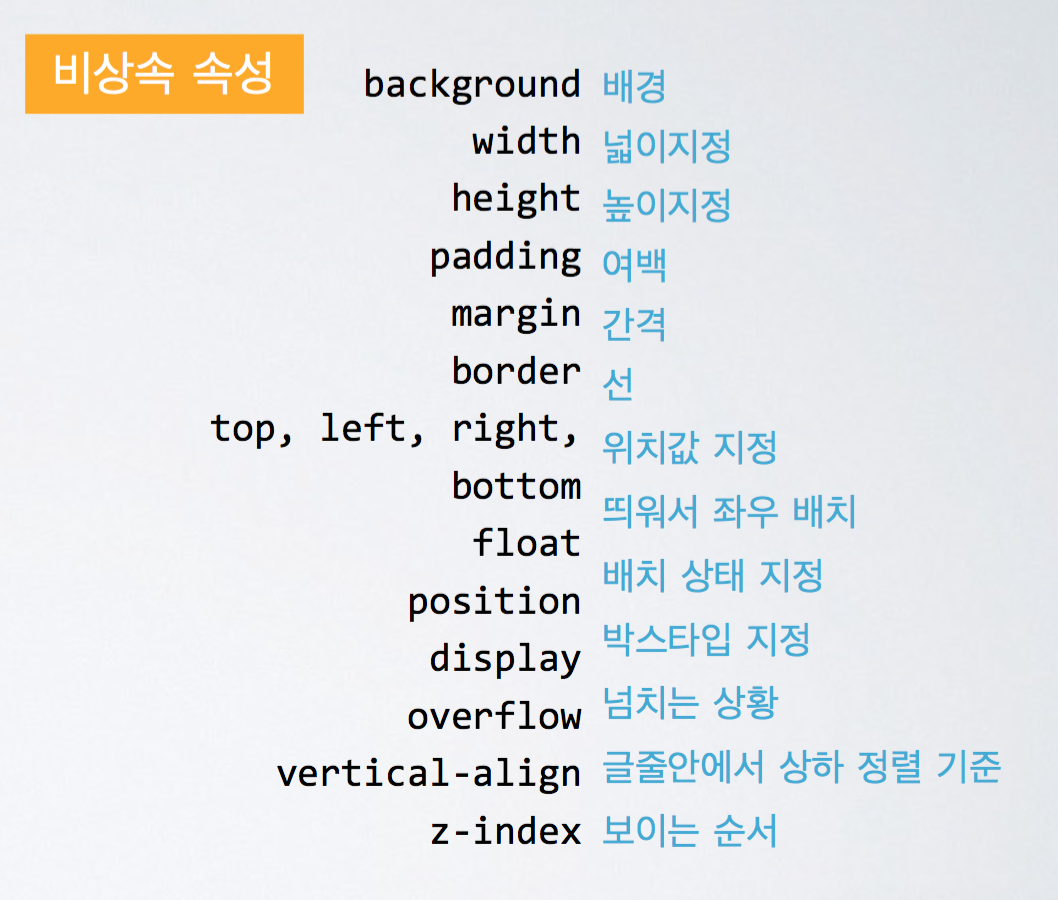 비상속 속성
background 배경
width 넓이지정
height 높이지정
padding 여백
margin 간격
border 선
top, left, right,
bottom 위치값 지정
float 띄워서 좌우 배치
position 배치 상태 지정
display 박스타입 지정
overflow 넘치는 상황
vertical-align 글줄안에서 상하 정렬 기준
z-index 보이는 순서